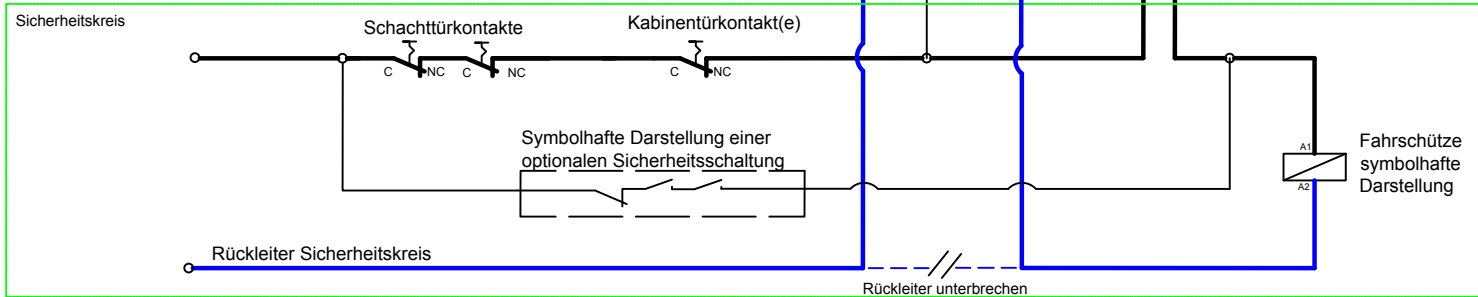 Sicherheitskreis
Schachttürkontakte
Kabinentürkontakt(e)
C NC C NC C NC
Symbolhafte Darstellung einer
optionalen Sicherheitsschaltung
A1
A2
Fahrschütze
symbolhafte
Darstellung
Rückleiter Sicherheitskreis
Rückleiter unterbrechen